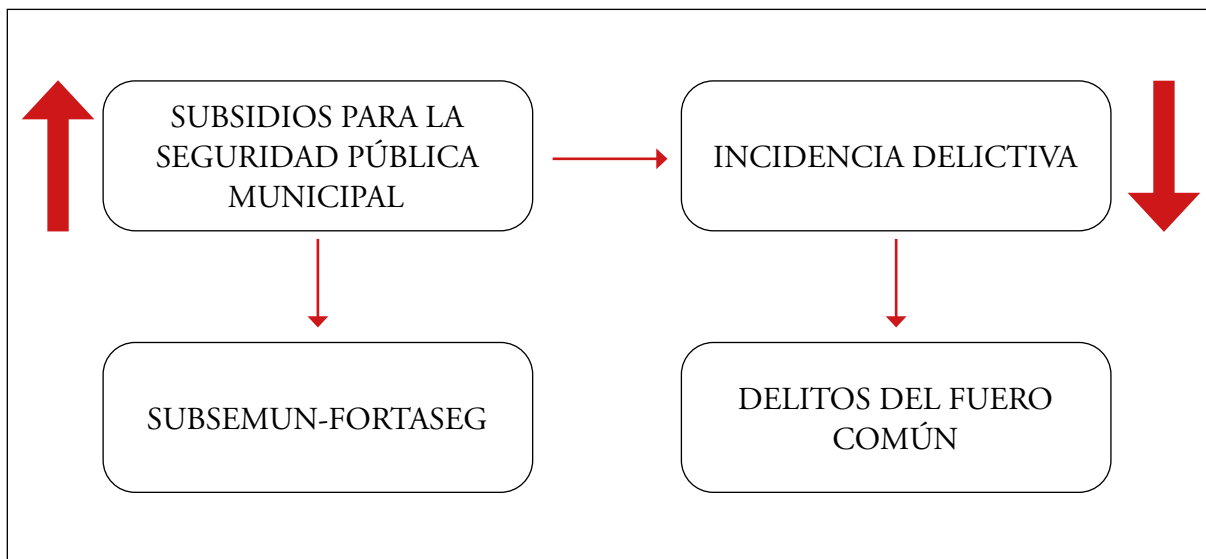 SUBSIDIOS PARA LA
SEGURIDAD PÚBLICA
MUNICIPAL
INCIDENCIA DELICTIVA
SUBSEMUN-FORTASEG
DELITOS DEL FUERO
COMÚN